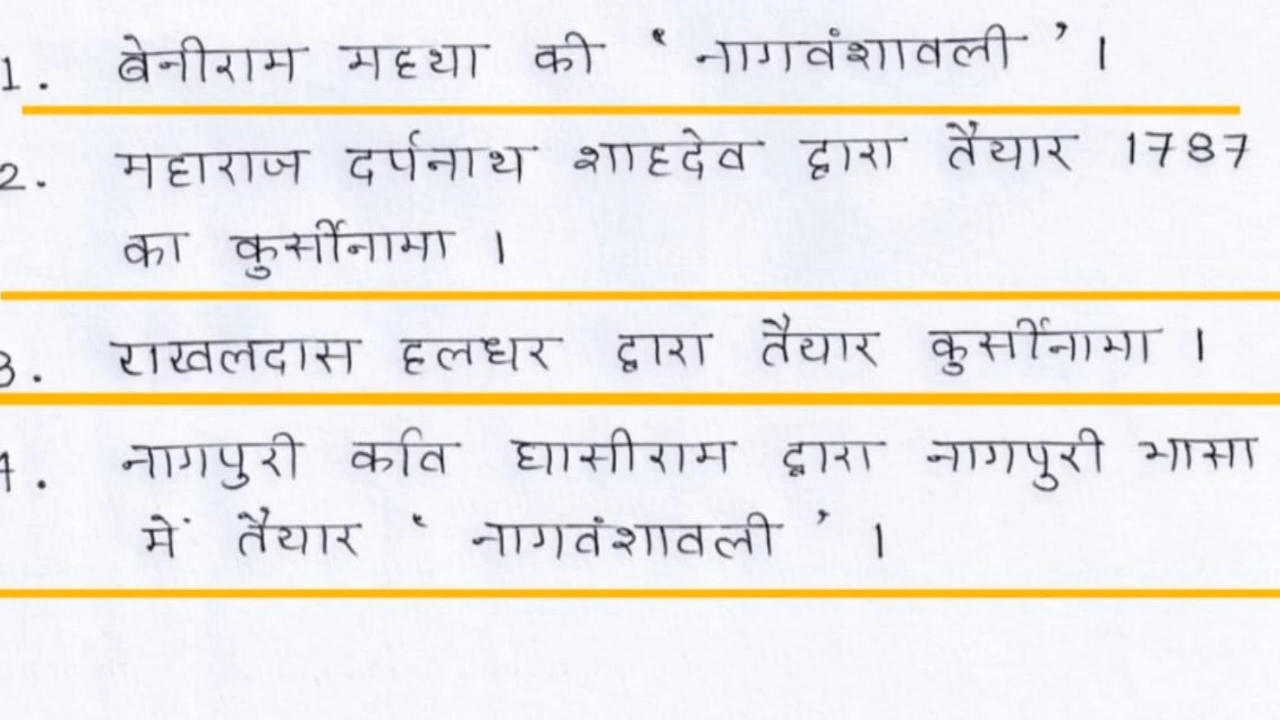 1. बेनीराम महथा की ' नागवंशावली ' ।
2. महाराज दर्पनाथ शाहदेव द्वारा तैयार 1787
का कुर्सीनामा ।
3. राखलदास हलधर द्वारा तैयार कुर्सीनामा ।
4. नागपुरी कवि घासीराम द्वारा नागपुरी भासा
में तैयार ' नागवंशावली ' ।